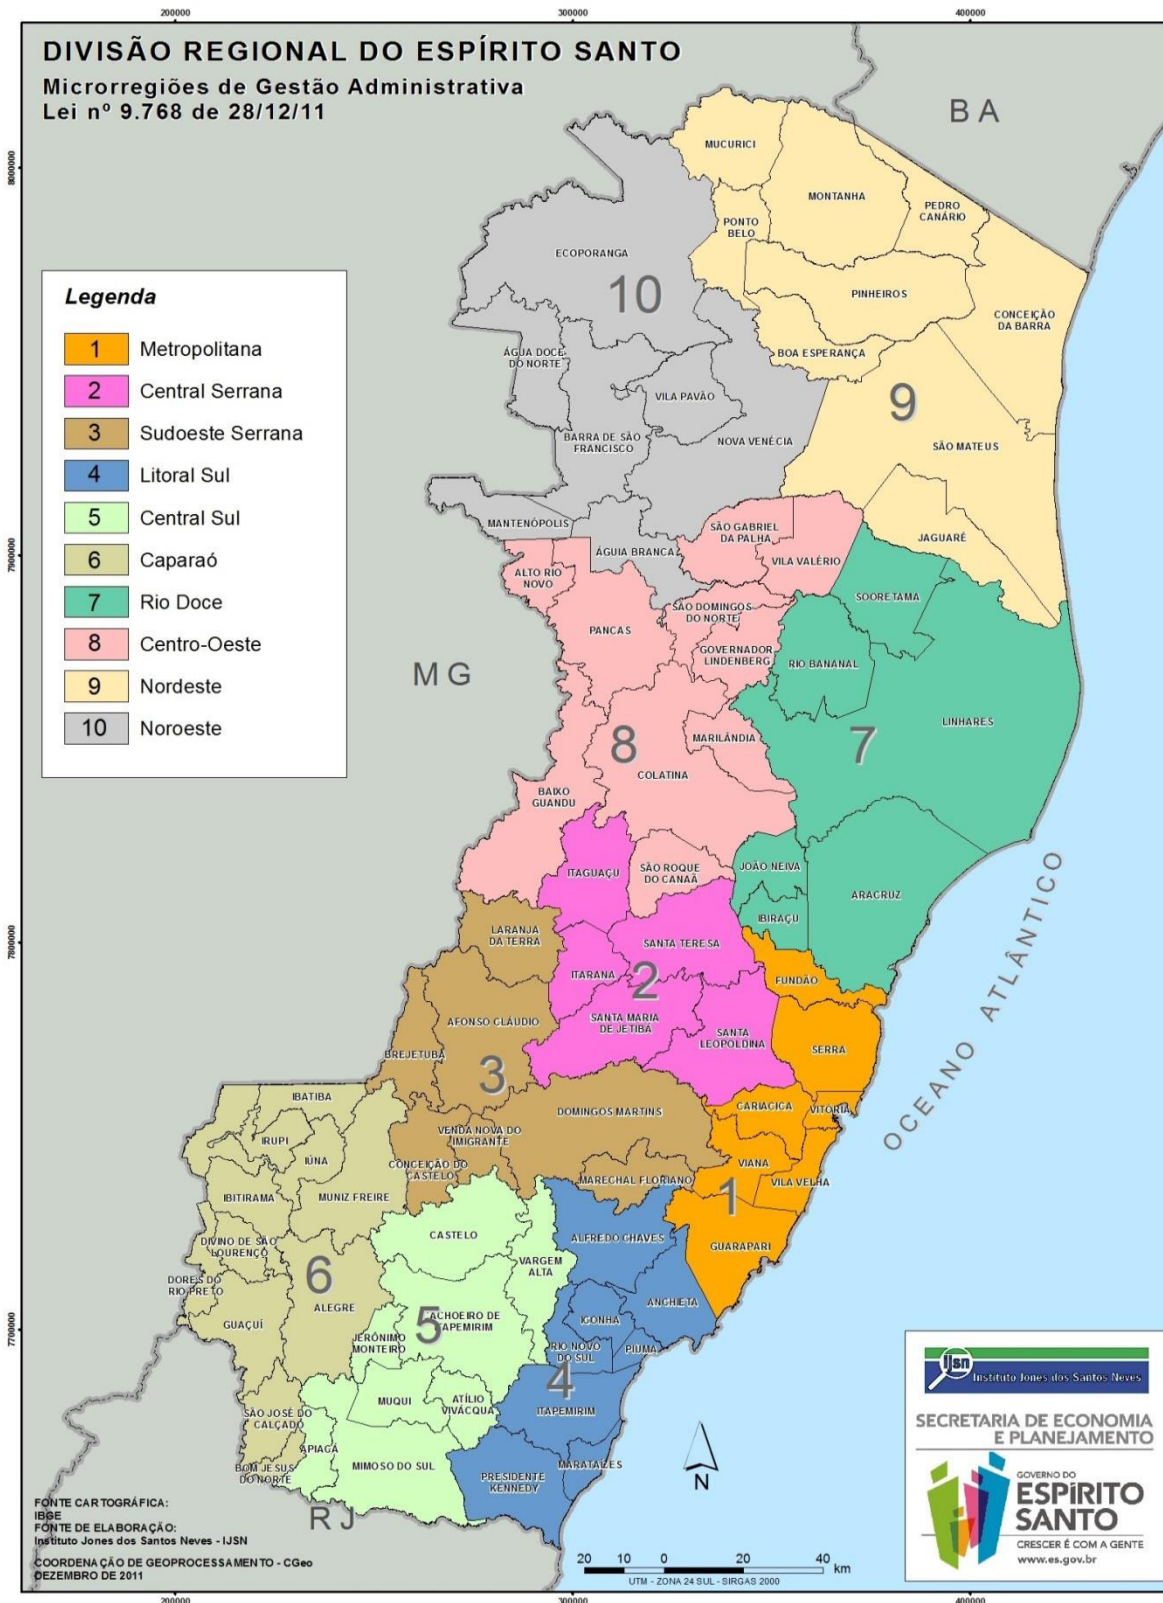 200000
300000
400000
DIVISÃO REGIONAL DO ESPÍRITO SANTO
Microrregiões de Gestão Administrativa
Lei nº 9.768 de 28/12/11
BA
8000000
MUCURICI
MONTANHA
PEDRO
CANÁRIO
PONTO
BELO
ECOPORANGA
10
PINHEIROS
CONCEIÇÃO
DA BARRA
Legenda
1 Metropolitana
2 Central Serrana
3 Sudoeste Serrana
4 Litoral Sul
5 Central Sul
6 Caparaó
7 Rio Doce
8 Centro-Oeste
9 Nordeste
10 Noroeste
ÁGUA DOCE
DO NORTE
BOA ESPERANÇA
VILA PAVÃO
9
BARRA DE SÃO
FRANCISCO
NOVA VENÉCIA
SÃO MATEUS
MANTENÓPOLIS
SÃO GABRIEL
DA PALHA
JAGUARÉ
7900000
ÁGUIA BRANCA
VILA VALÉRIO
ALTO RIO
NOVO
SOORETAMA
PANCAS
SÃO DOMINGOS
DO NORTE
GOVERNADOR
LINDENBERG
RIO BANANAL
MG
LINHARES
8
MARILÂNDIA
7
COLATINA
BAIXO
GUANDU
ITAGUAÇU
SÃO ROQUE
DO CANAÃ
JOÃO NEIVA
ARACRUZ
IBIRAÇU
OCEANO ATLÂNTICO
LARANJA
DA TERRA
7800000
SANTA TERESA
ITARANA
2
FUNDÃO
AFONSO CLÁUDIO
SANTA MARIA
DE JETIBÁ
SANTA
LEOPOLDINA
SERRA
BREJETUBA
3
IBATIBA
DOMINGOS MARTINS
CARIACICA
VITÓRIA
IRUPI
VENDA NOVA DO
IMIGRANTE
IÚNA
VIANA
CONCEIÇÃO DO
CASTELO
MARECHAL FLORIANO
VILA VELHA
IBITIRAMA
MUNIZ FREIRE
1
CASTELO
ALFREDO CHAVES
GUARAPARI
DIVINO DE SÃO
LOURENÇO
VARGEM
ALTA
6
DORES DO
RIO PRETO
ALEGRE
ANCHIETA
GUAÇUÍ
5
CACHOEIRO DE
ITAPEMIRIM
ICONHA
7700000
JERÔNIMO
MONTEIRO
RIO NOVO
DO SUL
PIÚMA
4
MUQUI
ATÍLIO
VIVÁCQUA
ITAPEMIRIM
SÃO JOSÉ DO
CALÇADO
APIACÁ
MIMOSO DO SUL
MARATAÍZES
BOM JESUS
DO NORTE
PRESIDENTE
KENNEDY
N
RJ
FONTE CARTOGRÁFICA:
IBGE
FONTE DE ELABORAÇÃO:
Instituto Jones dos Santos Neves - IJSN
COORDENAÇÃO DE GEOPROCESSAMENTO - CGeo
DEZEMBRO DE 2011
20 10 0 20 40 km
UTM - ZONA 24 SUL - SIRGAS 2000
ijsn
Instituto Jones dos Santos Neves
SECRETARIA DE ECONOMIA
E PLANEJAMENTO
GOVERNO DO
ESPÍRITO
SANTO
CRESCER É COM A GENTE
www.es.gov.br
200000
300000
400000